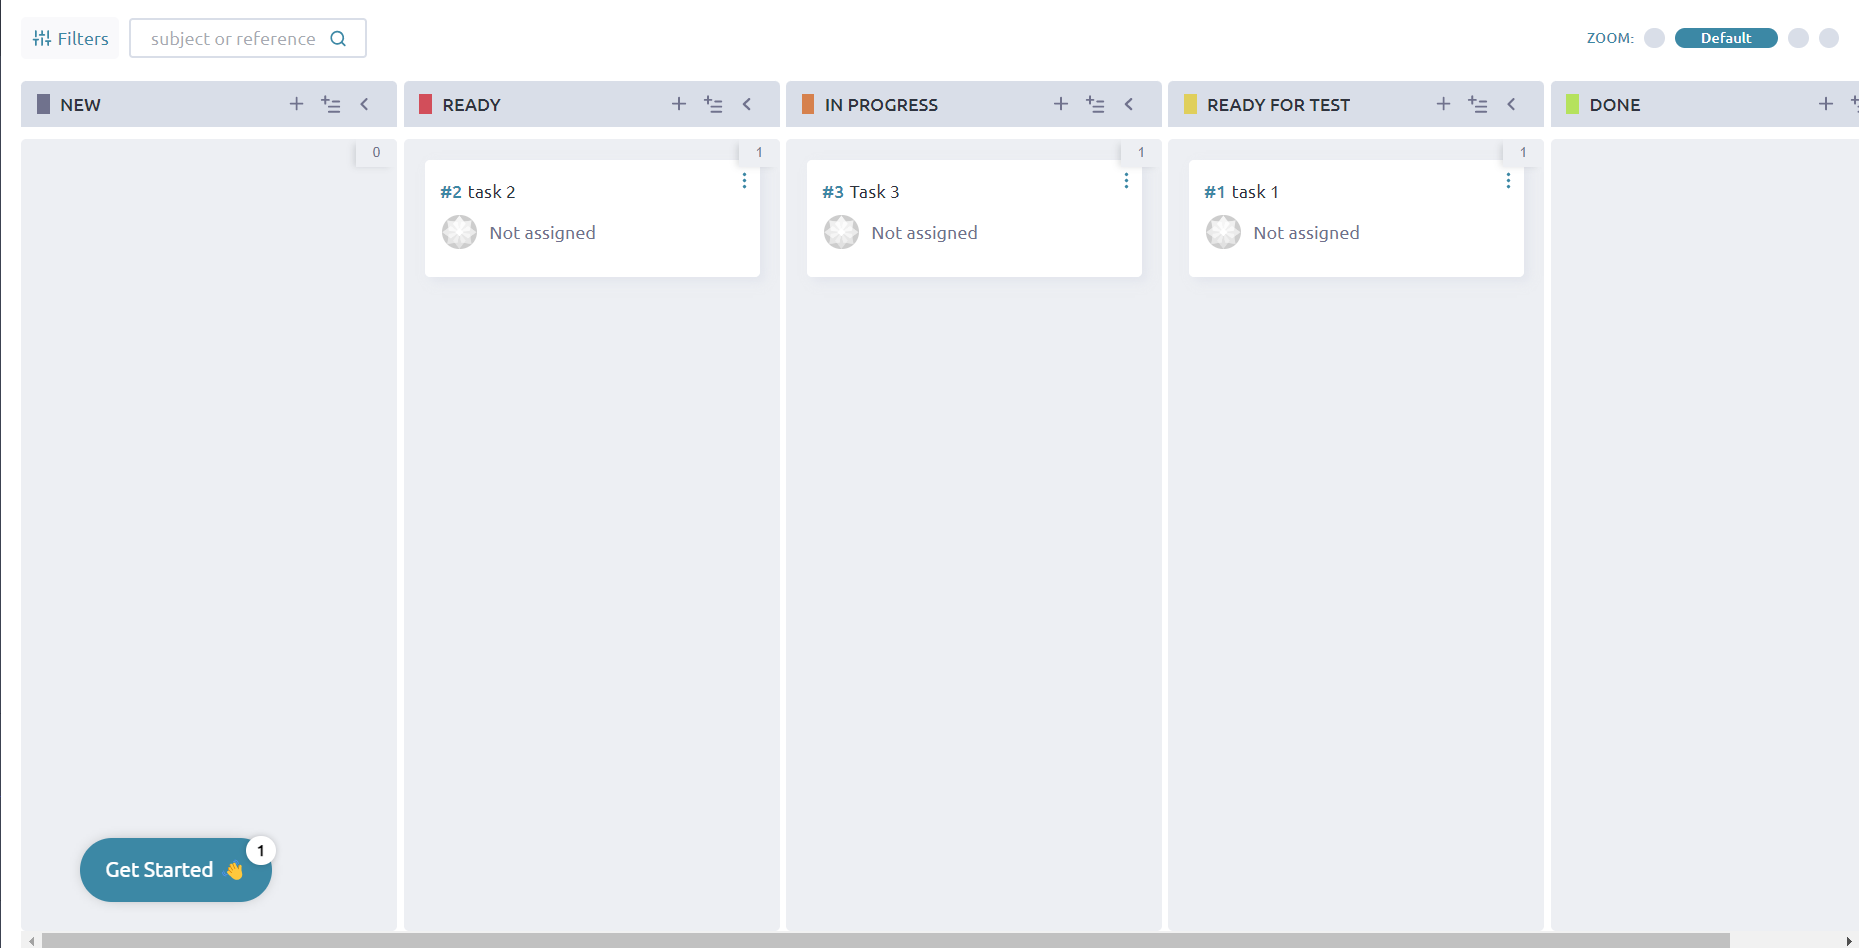 Filters
subject or reference
ZOOM:
Default
NEW
READY
IN PROGRESS
READY FOR TEST
DONE
0
1
1
1
#2 task 2
Not assigned
#3 Task 3
Not assigned
#1 task 1
Not assigned
Get Started 👋
1